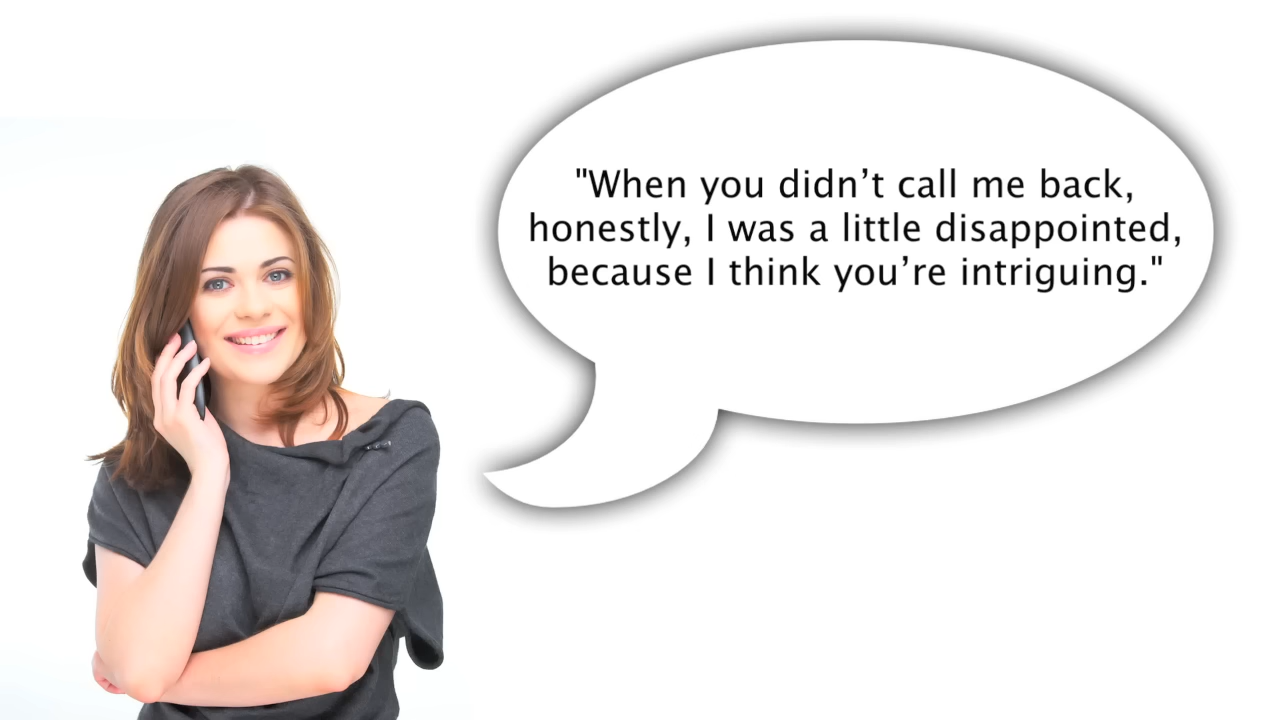 "When you didn’t call me back,
honestly, I was a little disappointed,
because I think you’re intriguing."